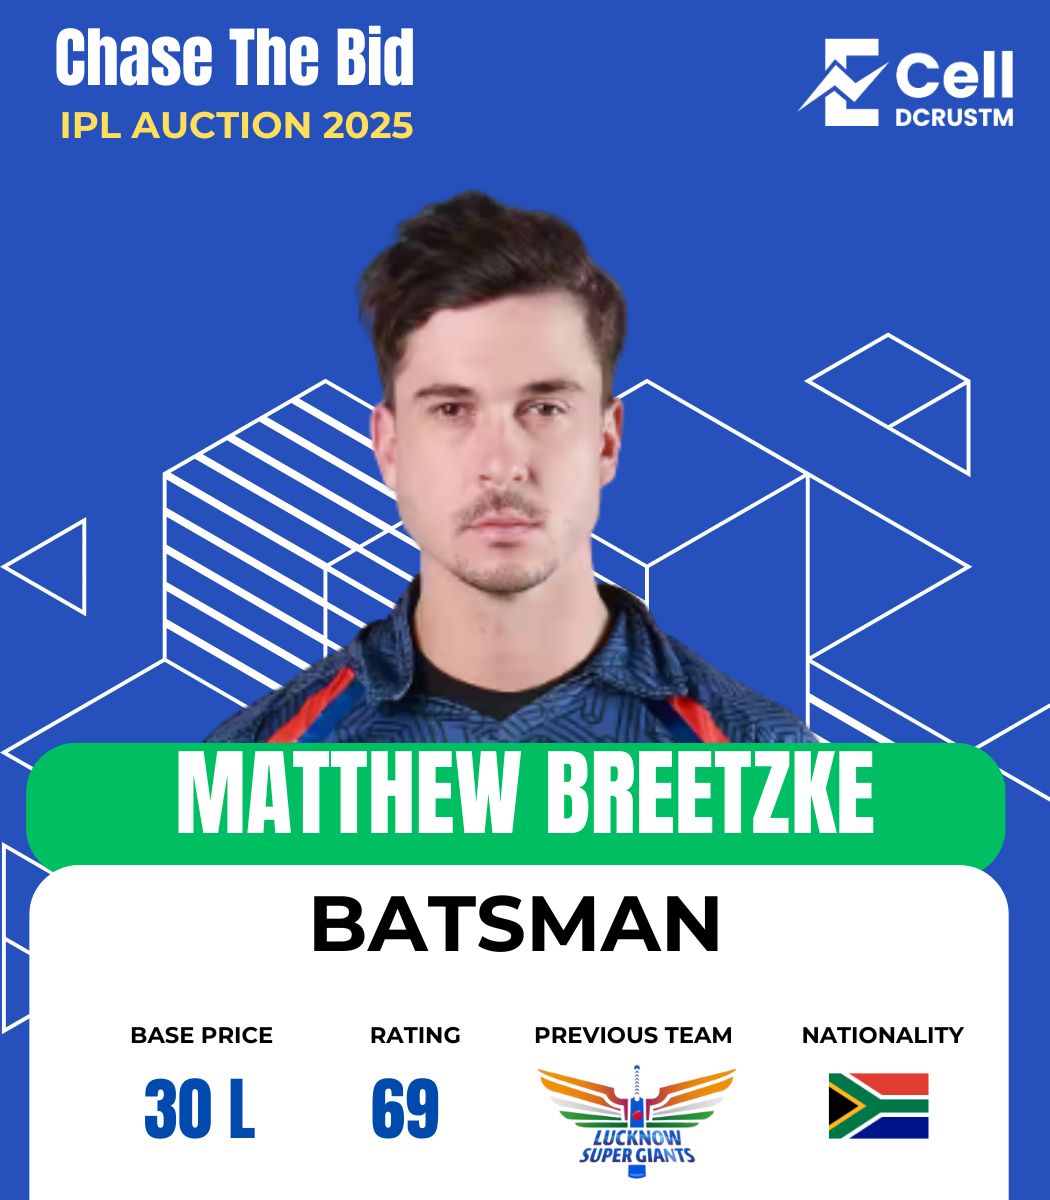 Chase The Bid
IPL AUCTION 2025
Cell
DCRUSTM
MATTHEW BREETZKE
BATSMAN
BASE PRICE
RATING
PREVIOUS TEAM
NATIONALITY
30 L
69
LUCKNOW
SUPER GIANTS